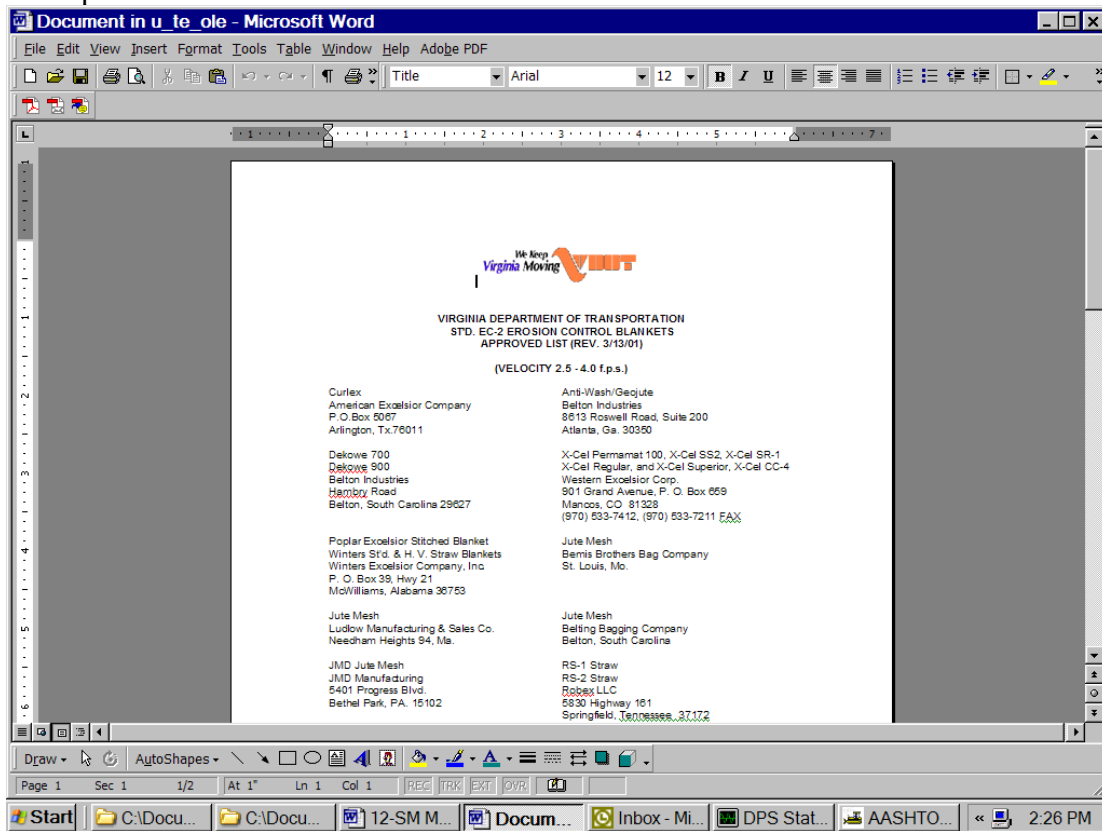 Document in u_te_ole - Microsoft Word
File Edit View Insert Format Tools Table Window Help Adobe PDF
Title Arial 12 B I U
1 1 2 3 4 5 7
We Keep
Virginia Moving VDOT
VIRGINIA DEPARTMENT OF TRANSPORTATION
ST'D. EC-2 EROSION CONTROL BLANKETS
APPROVED LIST (REV. 3/13/01)
(VELOCITY 2.5 - 4.0 f.p.s.)
Curlex
American Excelsior Company
P.O.Box 5067
Arlington, Tx.76011
Anti-Wash/Geojute
Belton Industries
8613 Roswell Road, Suite 200
Atlanta, Ga. 30350
Dekowe 700
Dekowe 900
Belton Industries
Hambry Road
Belton, South Carolina 29627
X-Cel Permamat 100, X-Cel SS2, X-Cel SR-1
X-Cel Regular, and X-Cel Superior, X-Cel CC-4
Western Excelsior Corp.
901 Grand Avenue, P. O. Box 659
Mancos, CO 81328
(970) 533-7412, (970) 533-7211 FAX
Poplar Excelsior Stitched Blanket
Winters St'd. & H. V. Straw Blankets
Winters Excelsior Company, Inc
P. O. Box 39, Hwy 21
McWilliams, Alabama 36753
Jute Mesh
Bemis Brothers Bag Company
St. Louis, Mo.
Jute Mesh
Ludlow Manufacturing & Sales Co.
Needham Heights 94, Ma.
Jute Mesh
Belting Bagging Company
Belton, South Carolina
JMD Jute Mesh
JMD Manufacturing
5401 Progress Blvd.
Bethel Park, PA. 15102
RS-1 Straw
RS-2 Straw
Robex LLC
5830 Highway 161
Springfield, Tennessee 37172
Draw AutoShapes
Page 1 Sec 1 1/2 At 1" Ln 1 Col 1 REC TRK EXT OVR
Start C:\Docu... C:\Docu... 12-SM M... Docum... Inbox - Mi... DPS Stat... AASHTO... « 2:26 PM